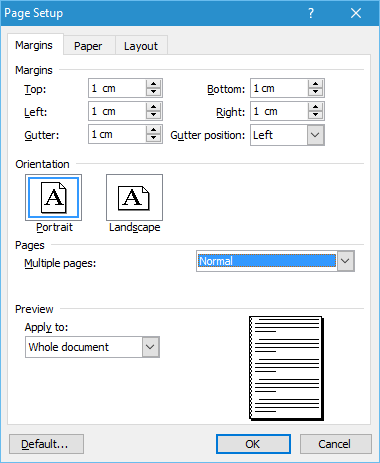 Page Setup
Margins Paper Layout
Margins
Top: 1 cm Bottom: 1 cm
Left: 1 cm Right: 1 cm
Gutter: 1 cm Gutter position: Left
Orientation
A A
Portrait Landscape
Pages
Multiple pages: Normal
Preview
Apply to:
Whole document
Default... OK Cancel